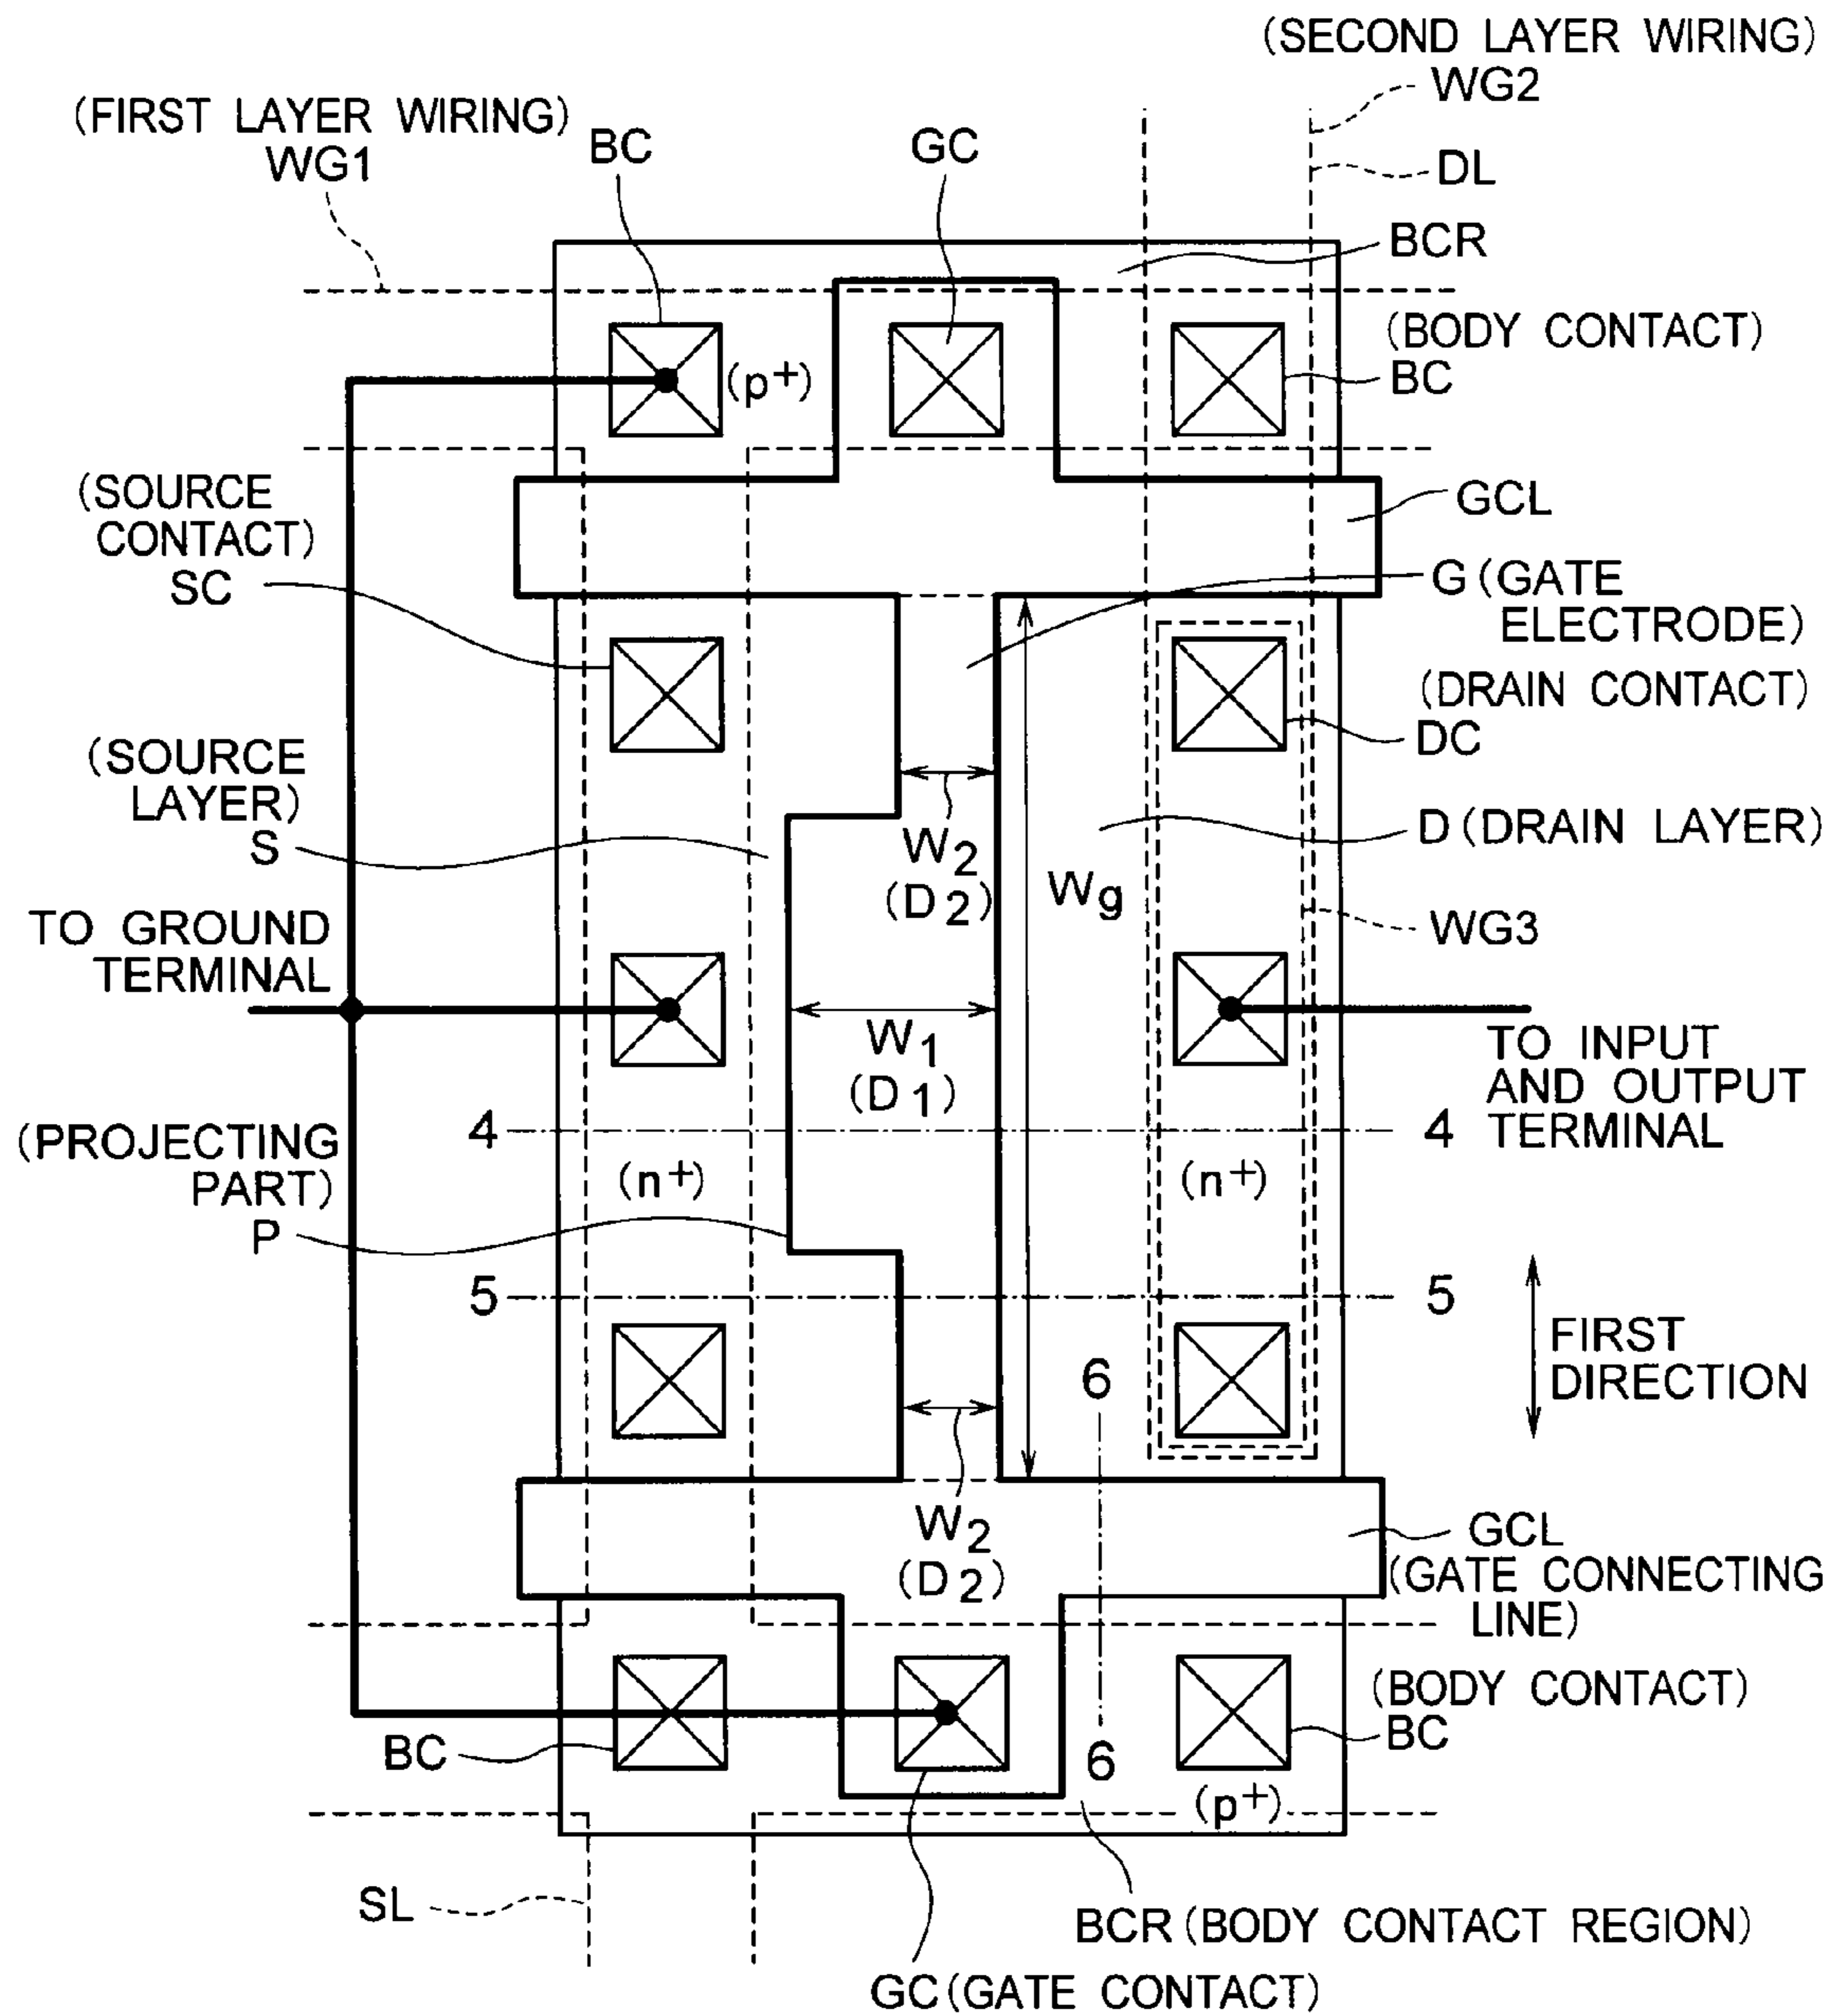 (SECOND LAYER WIRING)
WG2
(FIRST LAYER WIRING)
WG1
BC
GC
DL
BCR
(BODY CONTACT)
BC
(p+)
(SOURCE
CONTACT)
SC
GCL
G (GATE
ELECTRODE)
(DRAIN CONTACT)
DC
(SOURCE
LAYER)
S
W2
(D2)
Wg
D (DRAIN LAYER)
WG3
TO GROUND
TERMINAL
W1
(D1)
TO INPUT
AND OUTPUT
TERMINAL
4
4
(PROJECTING
PART)
P
(n+)
(n+)
5
5
FIRST
DIRECTION
6
W2
(D2)
GCL
(GATE CONNECTING
LINE)
(BODY CONTACT)
BC
BC
6
(p+)
SL
BCR (BODY CONTACT REGION)
GC (GATE CONTACT)